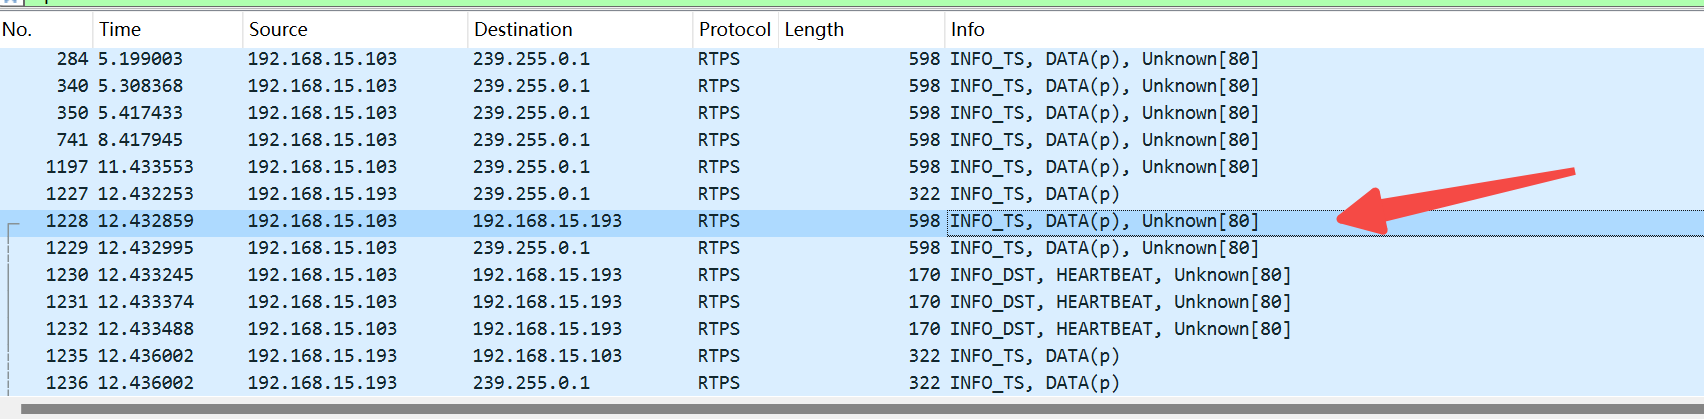 No. Time Source Destination Protocol Length Info
284 5.199003 192.168.15.103 239.255.0.1 RTPS 598 INFO_TS, DATA(p), Unknown[80]
340 5.308368 192.168.15.103 239.255.0.1 RTPS 598 INFO_TS, DATA(p), Unknown[80]
350 5.417433 192.168.15.103 239.255.0.1 RTPS 598 INFO_TS, DATA(p), Unknown[80]
741 8.417945 192.168.15.103 239.255.0.1 RTPS 598 INFO_TS, DATA(p), Unknown[80]
1197 11.433553 192.168.15.103 239.255.0.1 RTPS 598 INFO_TS, DATA(p), Unknown[80]
1227 12.432253 192.168.15.193 239.255.0.1 RTPS 322 INFO_TS, DATA(p)
1228 12.432859 192.168.15.103 192.168.15.193 RTPS 598 INFO_TS, DATA(p), Unknown[80]
1229 12.432995 192.168.15.103 239.255.0.1 RTPS 598 INFO_TS, DATA(p), Unknown[80]
1230 12.433245 192.168.15.103 192.168.15.193 RTPS 170 INFO_DST, HEARTBEAT, Unknown[80]
1231 12.433374 192.168.15.103 192.168.15.193 RTPS 170 INFO_DST, HEARTBEAT, Unknown[80]
1232 12.433488 192.168.15.103 192.168.15.193 RTPS 170 INFO_DST, HEARTBEAT, Unknown[80]
1235 12.436002 192.168.15.193 192.168.15.103 RTPS 322 INFO_TS, DATA(p)
1236 12.436002 192.168.15.193 239.255.0.1 RTPS 322 INFO_TS, DATA(p)